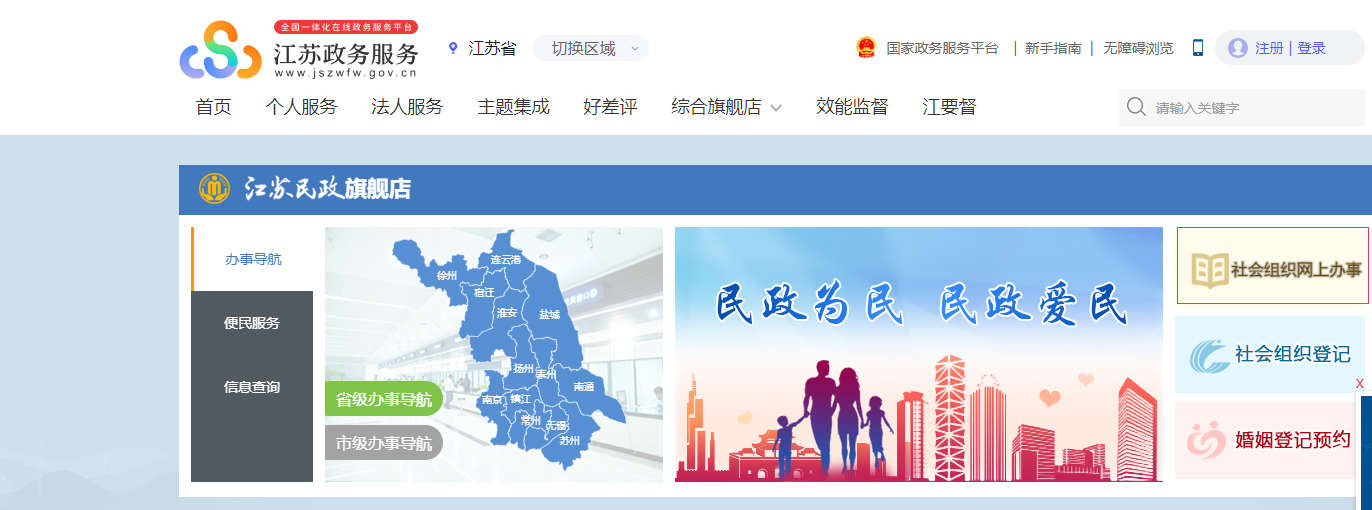 全国一体化在线政务服务平台
江苏政务服务
www.jszwfw.gov.cn
江苏省 切换区域
国家政务服务平台 | 新手指南 | 无障碍浏览 注册 | 登录
首页 个人服务 法人服务 主题集成 好差评 综合旗舰店 效能监督 江要督
请输入关键字
江苏民政旗舰店
办事导航
便民服务
信息查询
连云港
徐州
宿迁
淮安
盐城
扬州
泰州
南通
南京
镇江
常州
无锡
苏州
省级办事导航
市级办事导航
民政为民 民政爱民
社会组织网上办事
社会组织登记
X
婚姻登记预约